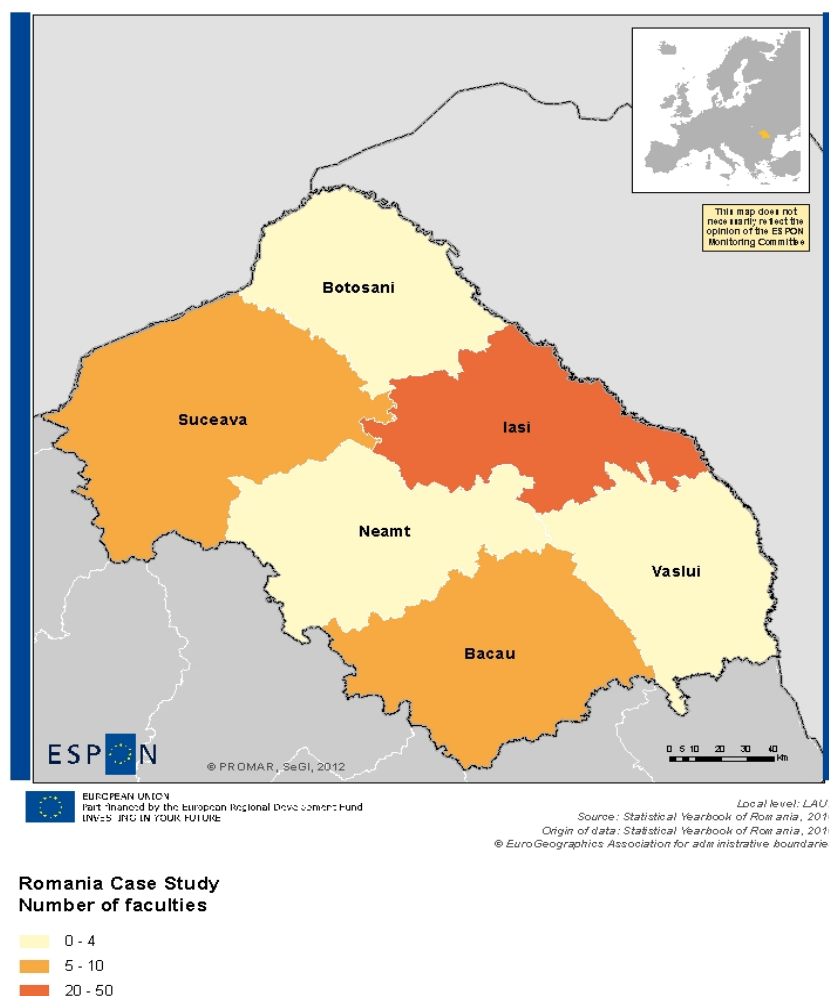 This map does not
necessarily reflect the
opinion of the ESPON
Monitoring Committee
Botosani
Suceava
Iasi
Neamt
Vaslui
Bacau
ESPON
© PROMAR, SeGI, 2012
0 5 10 20 30 40
km
EUROPEAN UNION
Part financed by the European Regional Development Fund
INVESTING IN YOUR FUTURE
Local level: LAU
Source: Statistical Yearbook of Romania, 201
Origin of data: Statistical Yearbook of Romania, 201
© EuroGeographics Association for administrative boundarie
Romania Case Study
Number of faculties
0 - 4
5 - 10
20 - 50